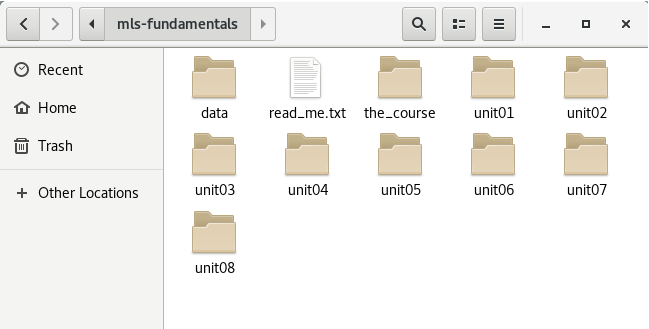 mls-fundamentals
Recent
Home
Trash
Other Locations
data read_me.txt the_course unit01 unit02
unit03 unit04 unit05 unit06 unit07
unit08